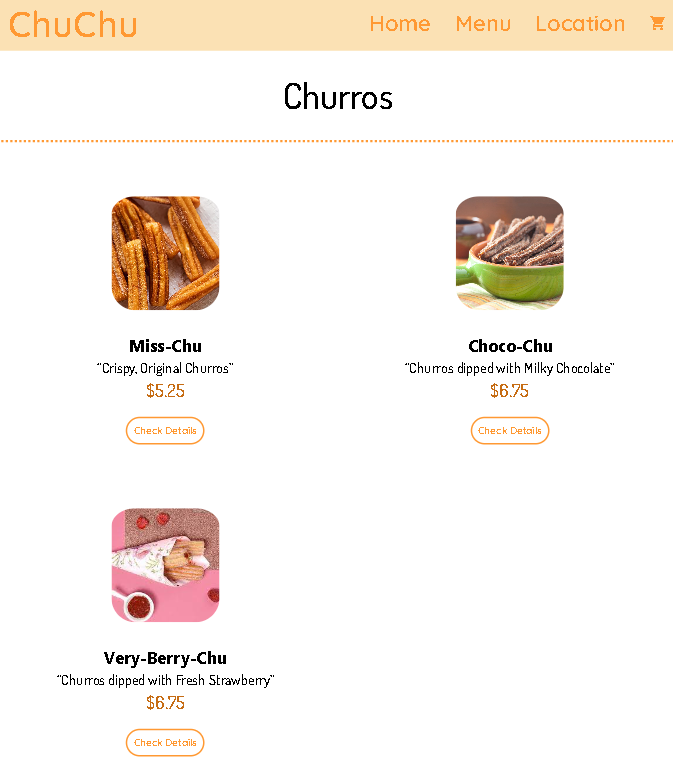 ChuChu
Home Menu Location
Churros
Miss-Chu
“Crispy, Original Churros”
$5.25
Check Details
Choco-Chu
“Churros dipped with Milky Chocolate”
$6.75
Check Details
Very-Berry-Chu
“Churros dipped with Fresh Strawberry”
$6.75
Check Details